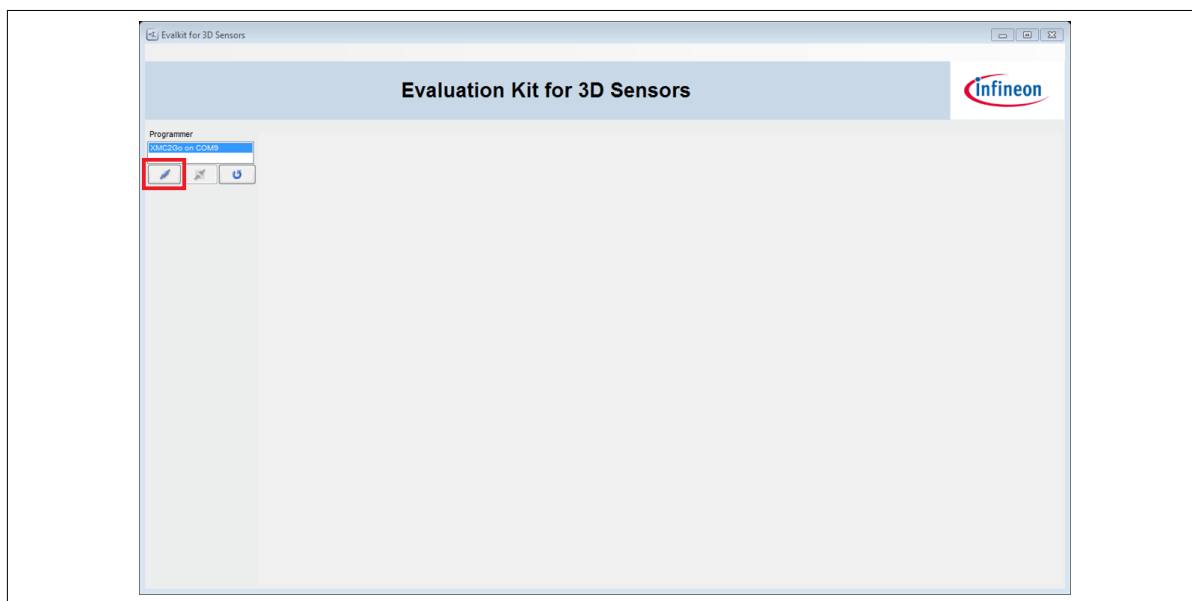 Evalkit for 3D Sensors
Evaluation Kit for 3D Sensors
infineon
Programmer
XMC2Go on COM9